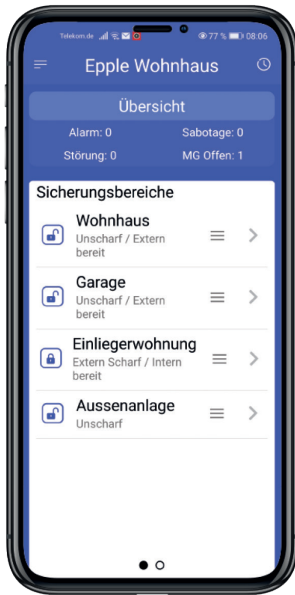 Telekom.de 77 % 08:06
Epple Wohnhaus
Übersicht
Alarm: 0 Sabotage: 0
Störung: 0 MG Offen: 1
Sicherungsbereiche
Wohnhaus
Unscharf / Extern
bereit
Garage
Unscharf / Extern
bereit
Einliegerwohnung
Extern Scharf / Intern
bereit
Aussenanlage
Unscharf